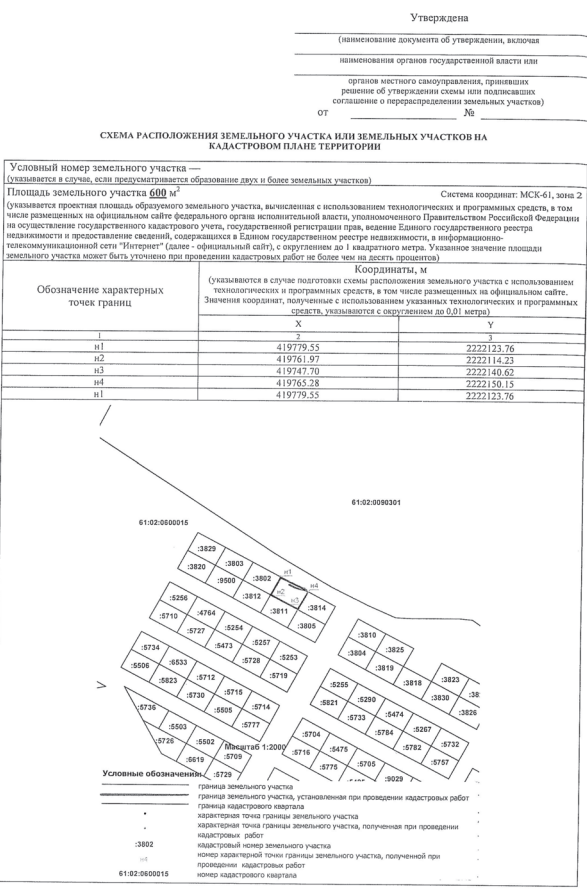 Утверждена
(наименование документа об утверждении, включая
наименования органов государственной власти или
органов местного самоуправления, принявших
решение об утверждении схемы или подписавших
соглашение о перераспределении земельных участков)
от №
СХЕМА РАСПОЛОЖЕНИЯ ЗЕМЕЛЬНОГО УЧАСТКА ИЛИ ЗЕМЕЛЬНЫХ УЧАСТКОВ НА
КАДАСТРОВОМ ПЛАНЕ ТЕРРИТОРИИ
Условный номер земельного участка —
(указывается в случае, если предусматривается образование двух и более земельных участков)
Площадь земельного участка 600 м2
Система координат: МСК-61, зона 2
(указывается проектная площадь образуемого земельного участка, вычисленная с использованием технологических и программных средств, в том
числе размещенных на официальном сайте федерального органа исполнительной власти, уполномоченного Правительством Российской Федерации
на осуществление государственного кадастрового учета, государственной регистрации прав, ведение Единого государственного реестра
недвижимости и предоставление сведений, содержащихся в Едином государственном реестре недвижимости, в информационно-
телекоммуникационной сети "Интернет" (далее - официальный сайт), с округлением до 1 квадратного метра. Указанное значение площади
земельного участка может быть уточнено при проведении кадастровых работ не более чем на десять процентов)
Обозначение характерных
точек границ
Координаты, м
(указываются в случае подготовки схемы расположения земельного участка с использованием
технологических и программных средств, в том числе размещенных на официальном сайте.
Значения координат, полученные с использованием указанных технологических и программных
средств, указываются с округлением до 0,01 метра)
X Y
1 2 3
н1 419779.55 2222123.76
н2 419761.97 2222114.23
н3 419747.70 2222140.62
н4 419765.28 2222150.15
н1 419779.55 2222123.76
61:02:0090301
61:02:0600015
:3829
:3803
:3820
:3802
н1
:9500
н4
н2
:3812
н3
:3814
:3811
:3805
:5256
:4764
:5710
:5254
:5727
:5257
:5473
:5253
:5728
:5719
:3810
:3825
:3804
:3819
:3818
:3823
:3830
:3826
:5734
:6533
:5506
:5712
:5823
:5715
:5730
:5714
:5505
:5777
:5255
:5290
:5821
:5474
:5733
:5267
:5784
:5732
:5782
:5757
:5736
:5503
:5725
:5502
:5709
:5619
:5729
:5704
:5475
:5716
:5705
:5775
:9029
Масштаб 1:2000
Условные обозначения
граница земельного участка
граница земельного участка, установленная при проведении кадастровых работ
граница кадастрового квартала
характерная точка границы земельного участка
характерная точка границы земельного участка, полученная при проведении
кадастровых работ
:3802 кадастровый номер земельного участка
н4 номер характерной точки границы земельного участка, полученной при
проведении кадастровых работ
61:02:0600015 номер кадастрового квартала